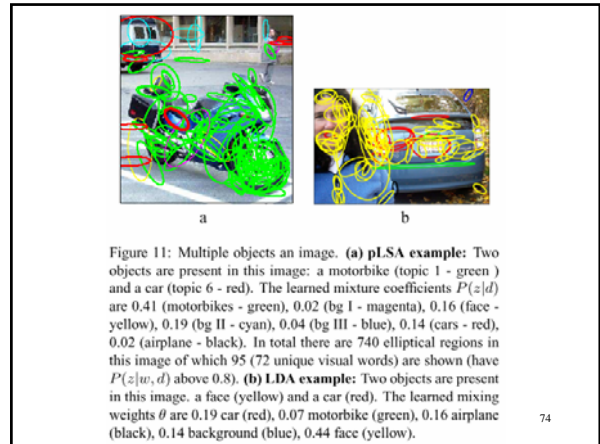 a
b
Figure 11: Multiple objects an image. (a) pLSA example: Two
objects are present in this image: a motorbike (topic 1 - green )
and a car (topic 6 - red). The learned mixture coefficients P(z|d)
are 0.41 (motorbikes - green), 0.02 (bg I - magenta), 0.16 (face -
yellow), 0.19 (bg II - cyan), 0.04 (bg III - blue), 0.14 (cars - red),
0.02 (airplane - black). In total there are 740 elliptical regions in
this image of which 95 (72 unique visual words) are shown (have
P(z|w, d) above 0.8). (b) LDA example: Two objects are present
in this image. a face (yellow) and a car (red). The learned mixing
weights θ are 0.19 car (red), 0.07 motorbike (green), 0.16 airplane
(black), 0.14 background (blue), 0.44 face (yellow).
74